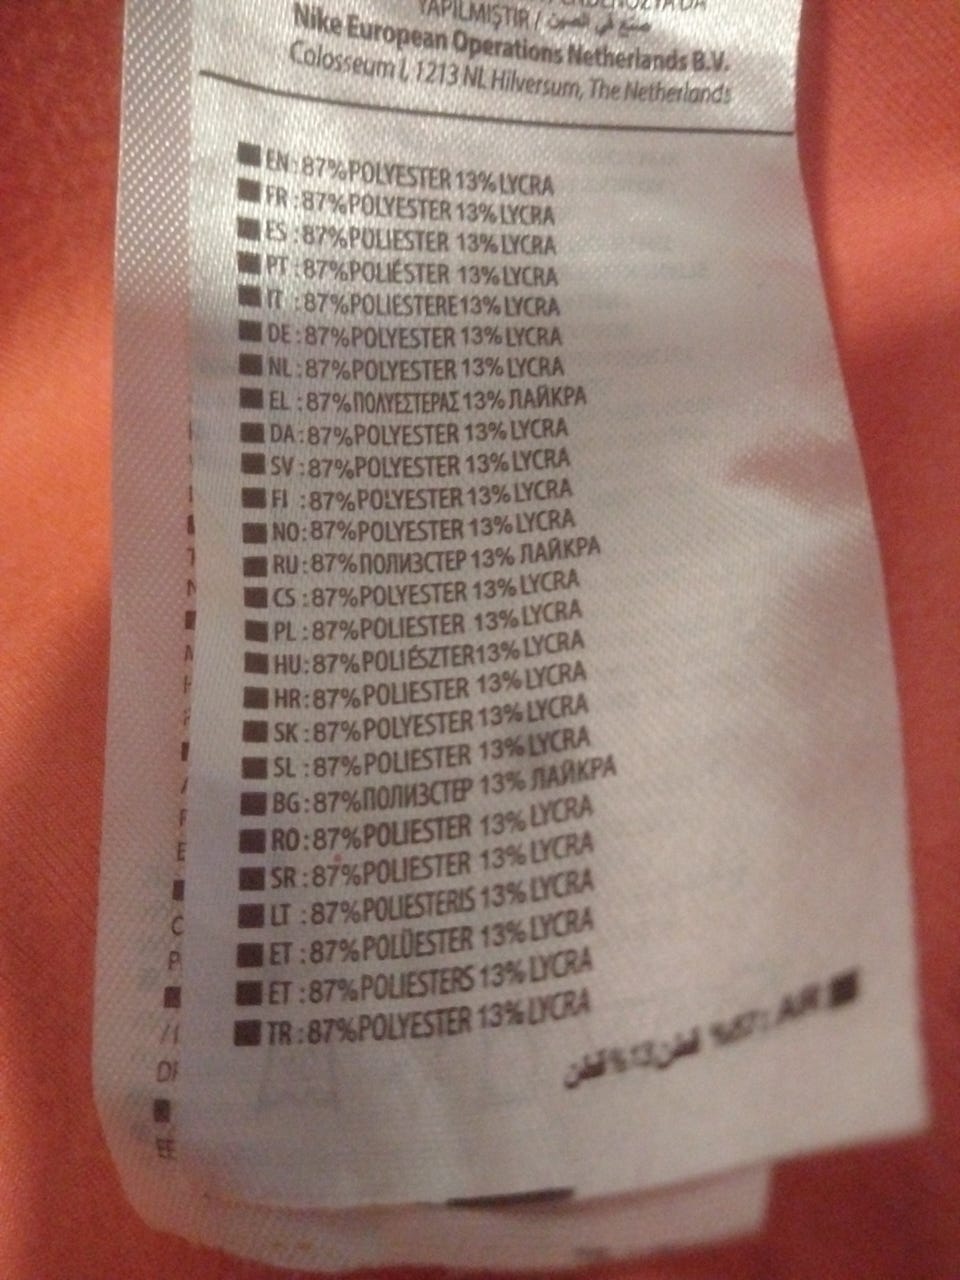 YAPILMIŞTIR / صنع في الصين
Nike European Operations Netherlands B.V.
Colosseum 1, 1213 NL Hilversum, The Netherlands
EN : 87%POLYESTER 13% LYCRA
FR : 87%POLYESTER 13% LYCRA
ES : 87%POLIESTER 13% LYCRA
PT : 87%POLIÉSTER 13% LYCRA
IT : 87%POLIESTERE13% LYCRA
DE : 87%POLYESTER 13% LYCRA
NL : 87%POLYESTER 13% LYCRA
EL : 87%ΠΟΛΥΕΣΤΕΡΑΣ 13% ЛАЙКРА
DA : 87%POLYESTER 13% LYCRA
SV : 87%POLYESTER 13% LYCRA
FI : 87%POLYESTER 13% LYCRA
NO : 87%POLYESTER 13% LYCRA
RU : 87%ПОЛИЗСТЕР 13% ЛАЙКРА
CS : 87%POLYESTER 13% LYCRA
PL : 87%POLIESTER 13% LYCRA
HU : 87%POLIÉSZTER13% LYCRA
HR : 87%POLIESTER 13% LYCRA
SK : 87%POLYESTER 13% LYCRA
SL : 87%POLIESTER 13% LYCRA
BG : 87%ПОЛИЗСТЕР 13% ЛАЙКРА
RO : 87%POLIESTER 13% LYCRA
SR : 87%POLIESTER 13% LYCRA
LT : 87%POLIESTERIS 13% LYCRA
ET : 87%POLÜESTER 13% LYCRA
ET : 87%POLIESTERS 13% LYCRA
TR : 87%POLYESTER 13% LYCRA
AIR : 87% قطن 13% قطن